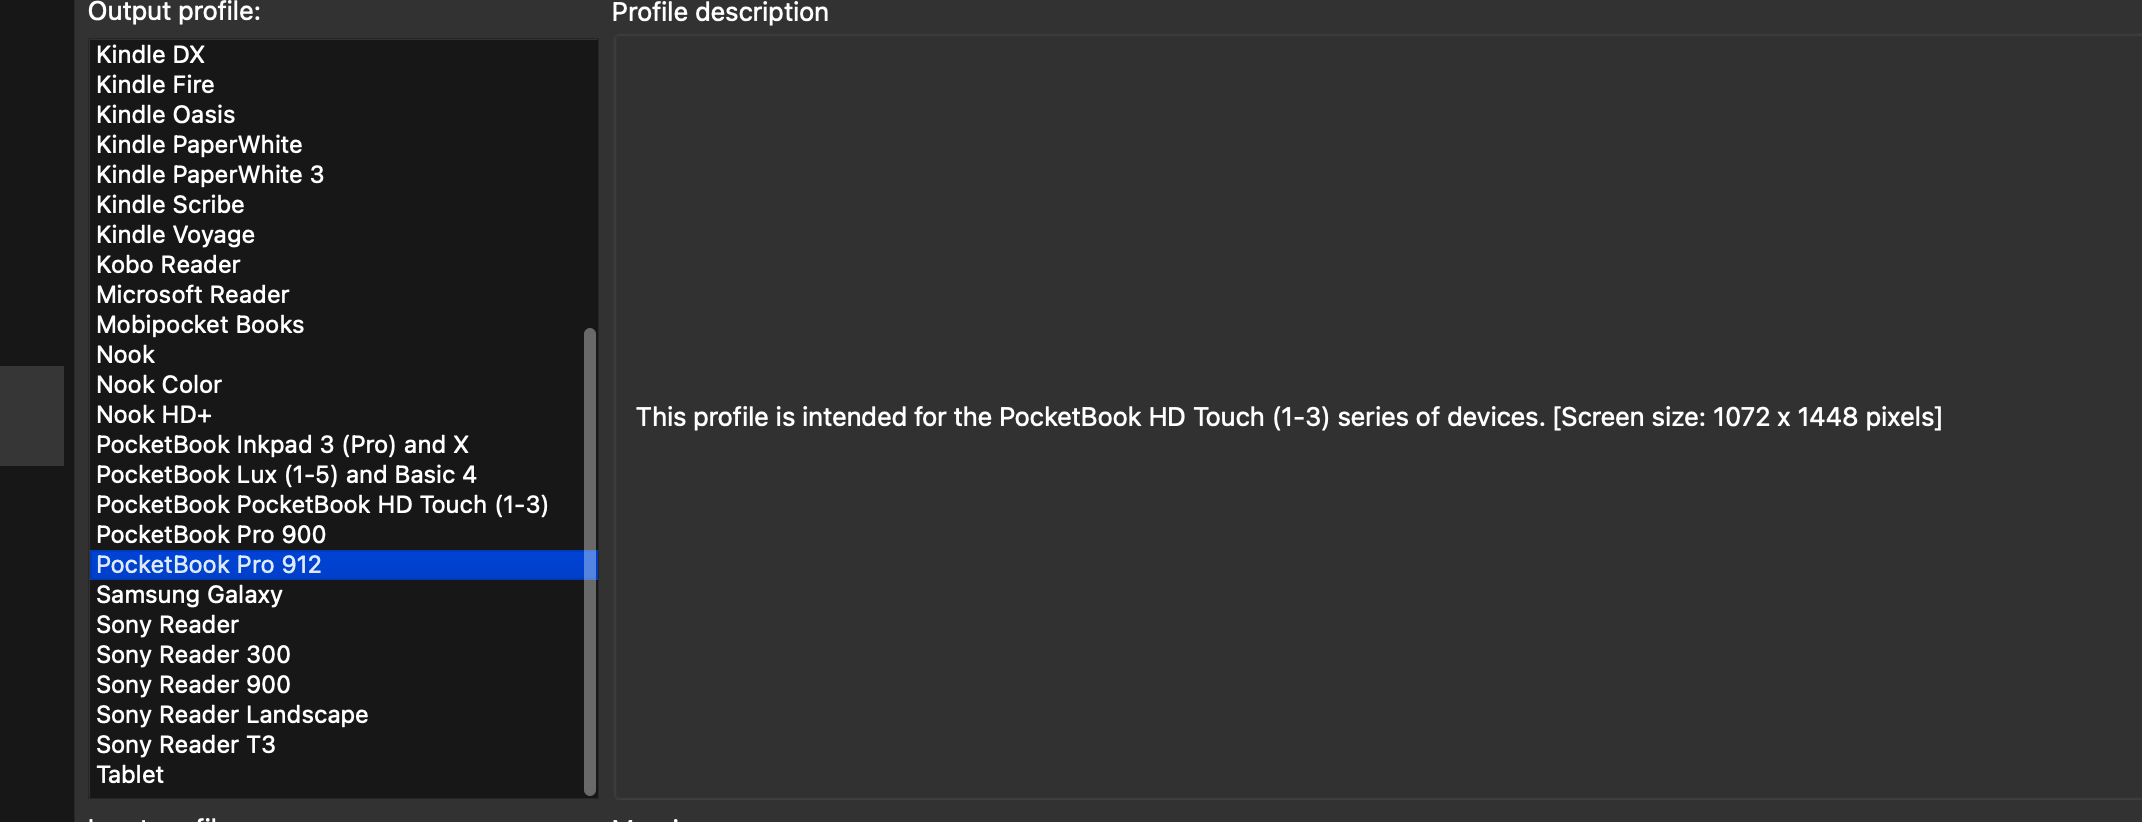 Output profile:
Profile description
Kindle DX
Kindle Fire
Kindle Oasis
Kindle PaperWhite
Kindle PaperWhite 3
Kindle Scribe
Kindle Voyage
Kobo Reader
Microsoft Reader
Mobipocket Books
Nook
Nook Color
Nook HD+
PocketBook Inkpad 3 (Pro) and X
PocketBook Lux (1-5) and Basic 4
PocketBook PocketBook HD Touch (1-3)
PocketBook Pro 900
PocketBook Pro 912
Samsung Galaxy
Sony Reader
Sony Reader 300
Sony Reader 900
Sony Reader Landscape
Sony Reader T3
Tablet
This profile is intended for the PocketBook HD Touch (1-3) series of devices. [Screen size: 1072 x 1448 pixels]